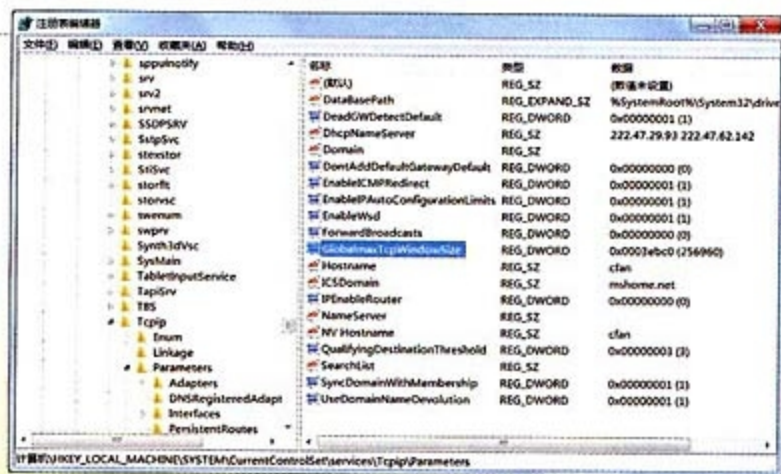 注册表编辑器
文件(F) 编辑(E) 查看(V) 收藏夹(A) 帮助(H)
sppuinotify
srv
srv2
srvnet
SSDPSRV
SstpSvc
stexstor
StiSvc
storflt
storvsc
swenum
swprv
Synth3dVsc
SysMain
TabletInputService
TapiSrv
TBS
Tcpip
Enum
Linkage
Parameters
Adapters
DNSRegisteredAdapt
Interfaces
PersistentRoutes
名称 类型 数据
(默认) REG_SZ (数值未设置)
DataBasePath REG_EXPAND_SZ %SystemRoot%\System32\drive
DeadGWDetectDefault REG_DWORD 0x00000001 (1)
DhcpNameServer REG_SZ 222.47.29.93 222.47.62.142
Domain REG_SZ
DontAddDefaultGatewayDefault REG_DWORD 0x00000000 (0)
EnableICMPRedirect REG_DWORD 0x00000001 (1)
EnableIPAutoConfigurationLimits REG_DWORD 0x00000001 (1)
EnableWsd REG_DWORD 0x00000001 (1)
ForwardBroadcasts REG_DWORD 0x00000000 (0)
GlobalmaxTcpWindowSize REG_DWORD 0x0003ebc0 (256960)
Hostname REG_SZ cfan
ICSDomain REG_SZ mshome.net
IPEnableRouter REG_DWORD 0x00000000 (0)
NameServer REG_SZ
NV Hostname REG_SZ cfan
QualifyingDestinationThreshold REG_DWORD 0x00000003 (3)
SearchList REG_SZ
SyncDomainWithMembership REG_DWORD 0x00000001 (1)
UseDomainNameDevolution REG_DWORD 0x00000001 (1)
计算机\HKEY_LOCAL_MACHINE\SYSTEM\CurrentControlSet\services\Tcpip\Parameters